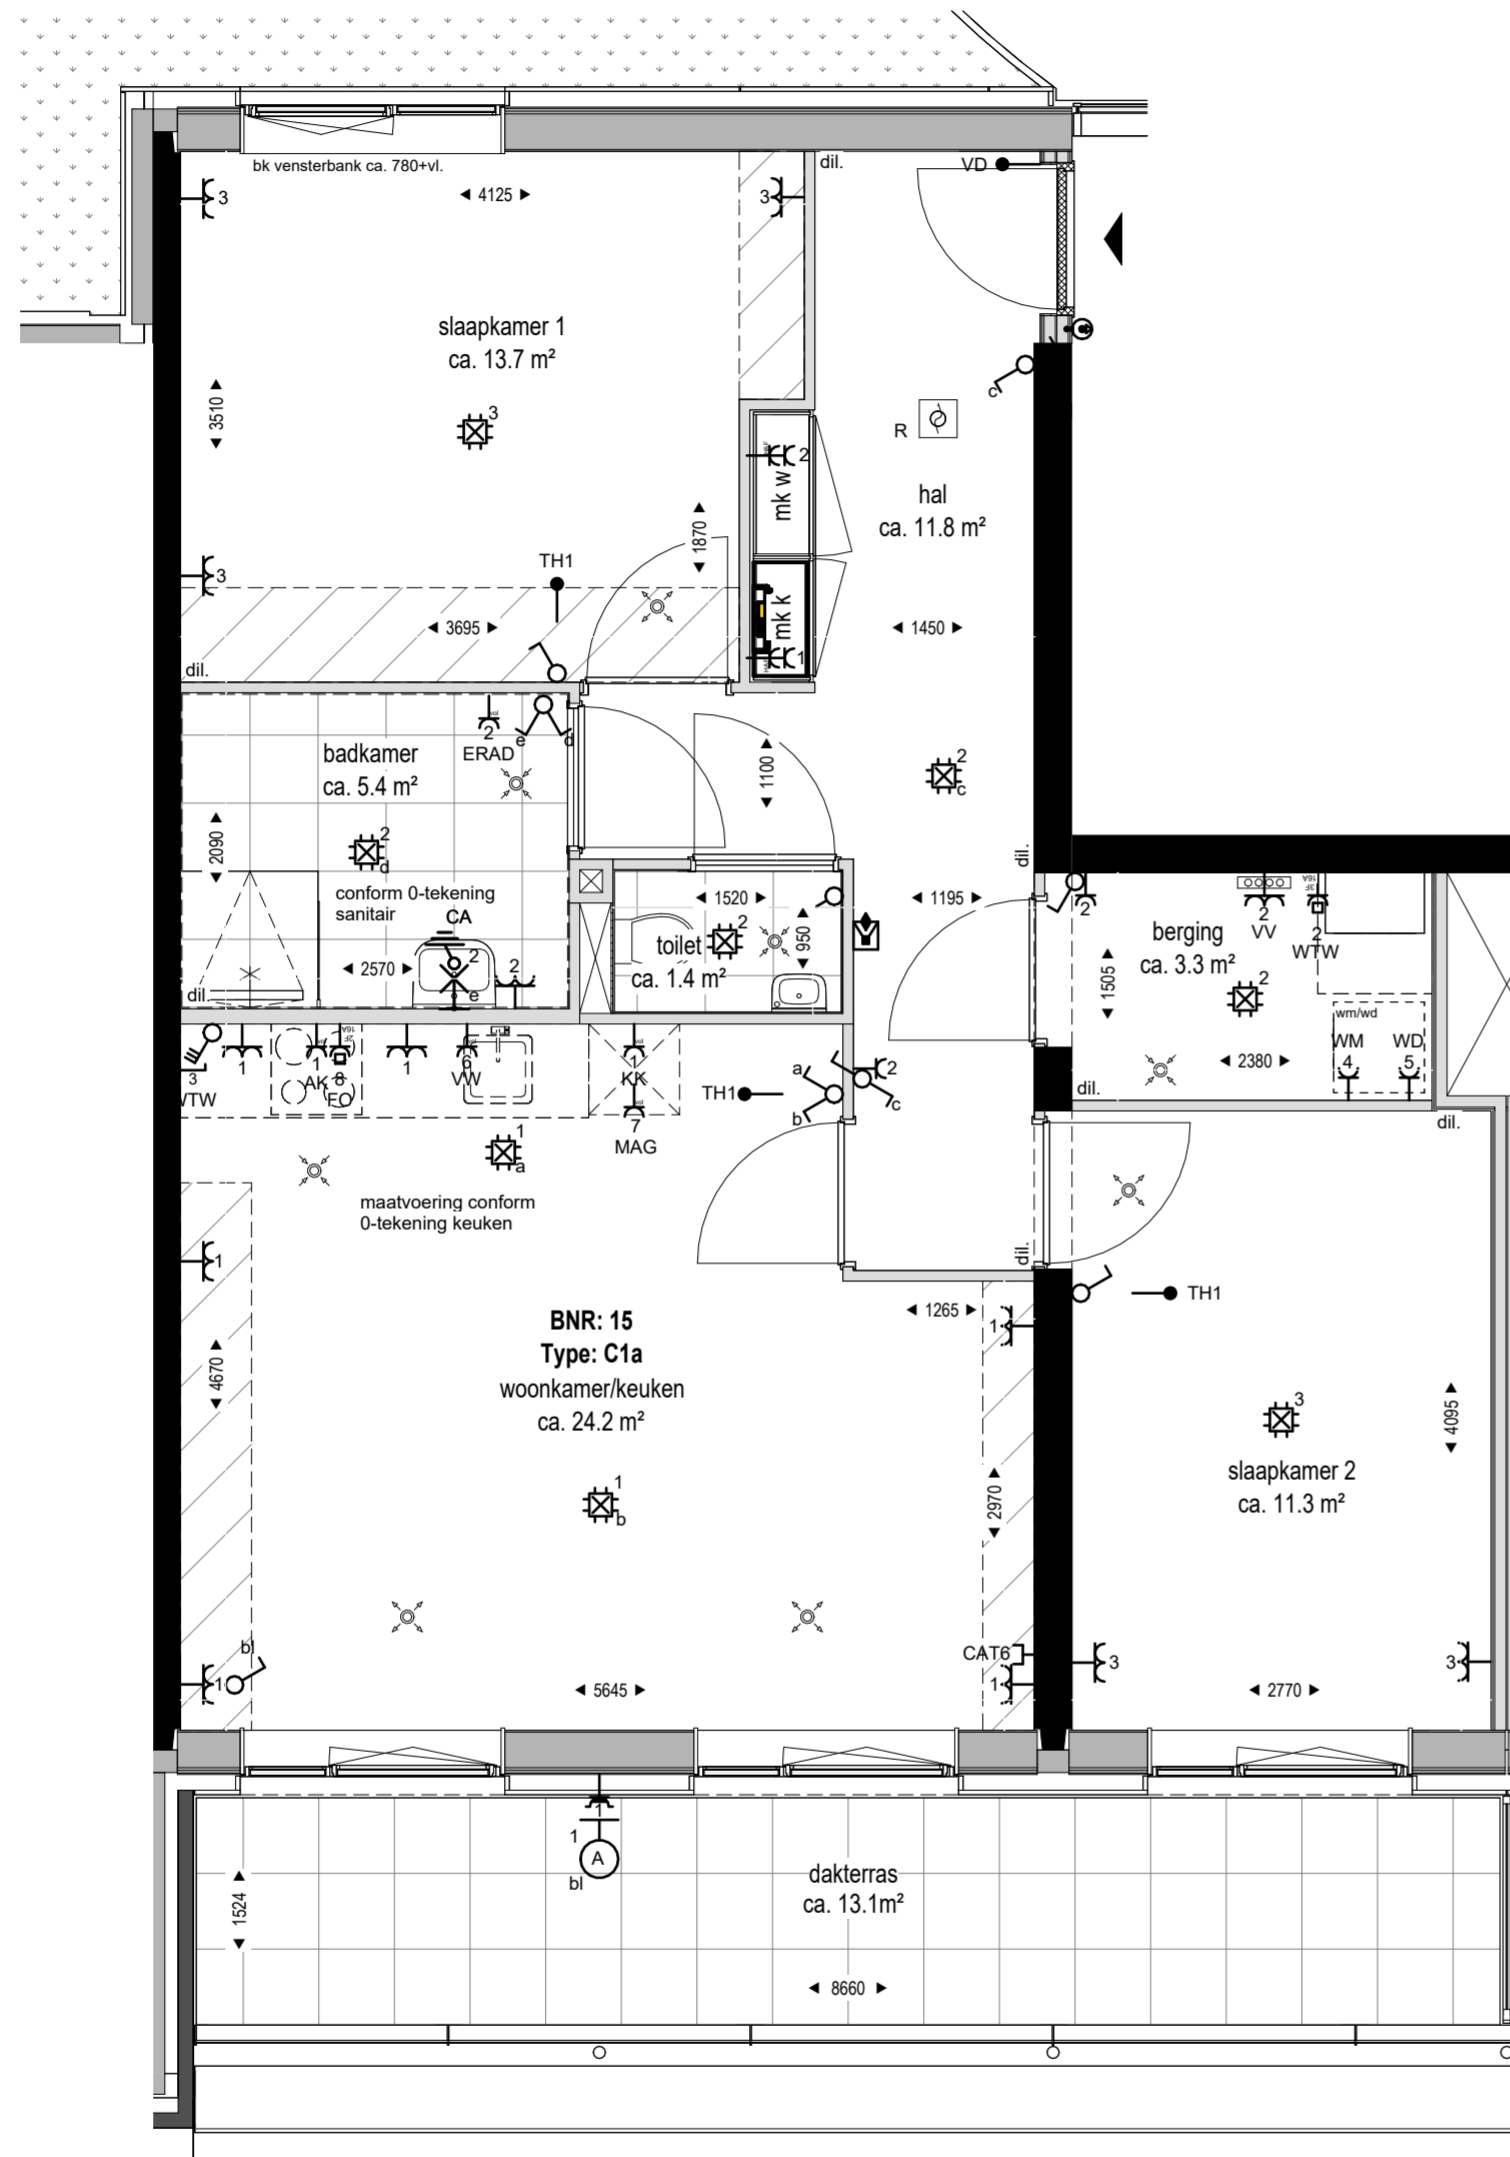 bk vensterbank ca. 780+vl.
dil.
VD
3
4125
3
slaapkamer 1
ca. 13.7 m²
3510
3
c
R
2
mk w
hal
ca. 11.8 m²
1870
TH1
3
mk k
1
3695
1450
dil.
2
ERAD
e
d
badkamer
ca. 5.4 m²
1100
2
c
2090
2
d
dil.
conform 0-tekening
sanitair
CA
2570
2
e
2
dil.
1520
2
toilet
ca. 1.4 m²
950
1195
2
berging
ca. 3.3 m²
2
VV
2
WTW
1505
2
wm/wd
WM
4
WD
5
2380
dil.
3
WTW
1
1
AK
8
FO
1
6
VW
1
KK
7
MAG
TH1
a
b
2
c
dil.
1
a
maatvoering conform
0-tekening keuken
dil.
1
BNR: 15
Type: C1a
woonkamer/keuken
ca. 24.2 m²
1265
1
TH1
4670
3
4095
slaapkamer 2
ca. 11.3 m²
1
b
2970
bl
1
CAT6
1
3
3
5645
2770
1
1
A
bl
dakterras
ca. 13.1m²
1524
8660